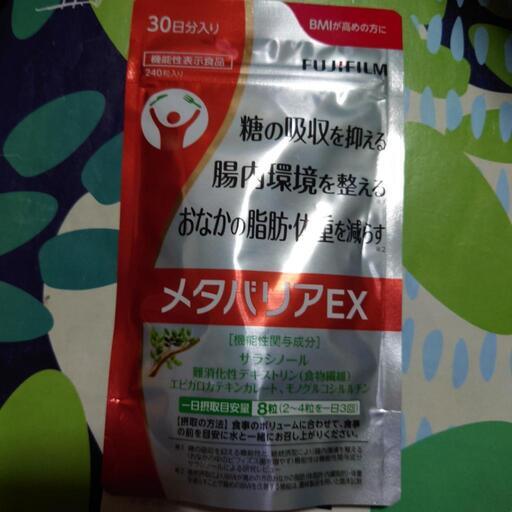 30日分入り
BMIが高めの方に
機能性表示食品
240粒入り
FUJIFILM
糖の吸収を抑える
腸内環境を整える
おなかの脂肪・体重を減らす
メタバリアEX
[機能性関与成分]
サラシノール
難消化性デキストリン(食物繊維)
エピガロカテキンガレート、モノグルコシルルチン
一日摂取目安量 8粒(2~4粒を一日3回)
【摂取の方法】食事のボリュームに合わせて、食事
の前を目安に水と一緒にお召し上がりください。